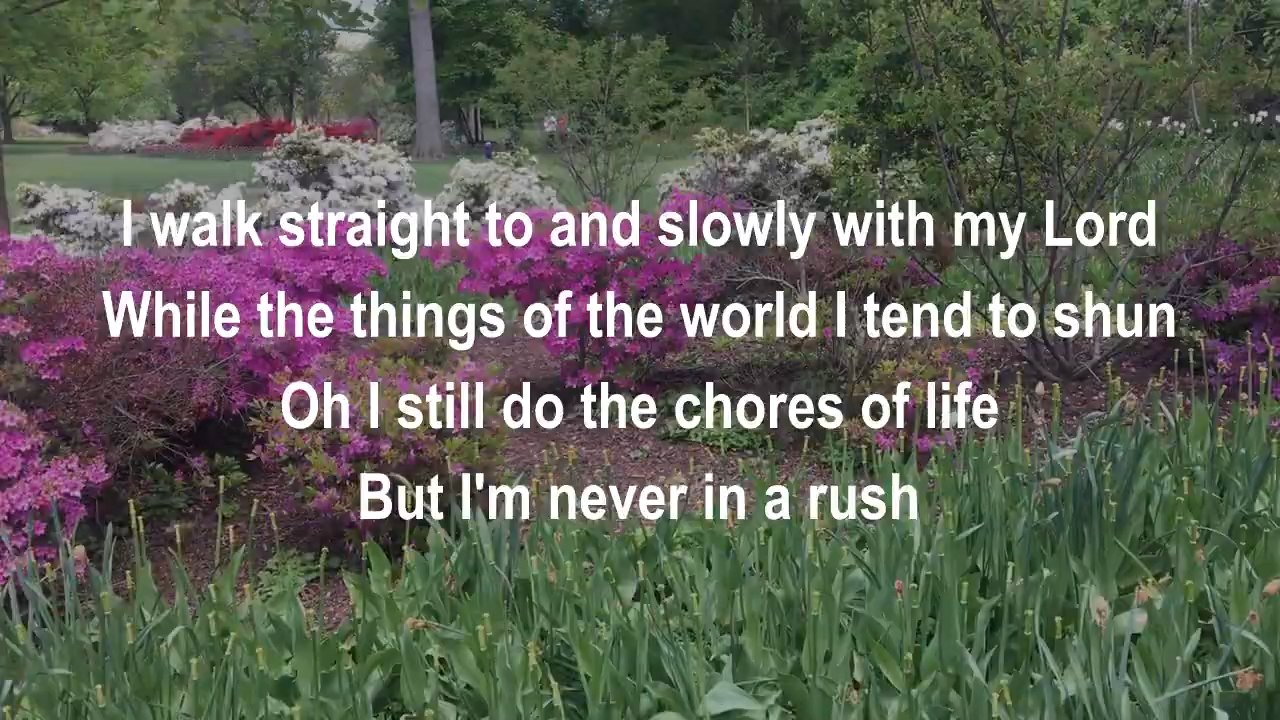 I walk straight to and slowly with my Lord
While the things of the world I tend to shun
Oh I still do the chores of life
But I'm never in a rush